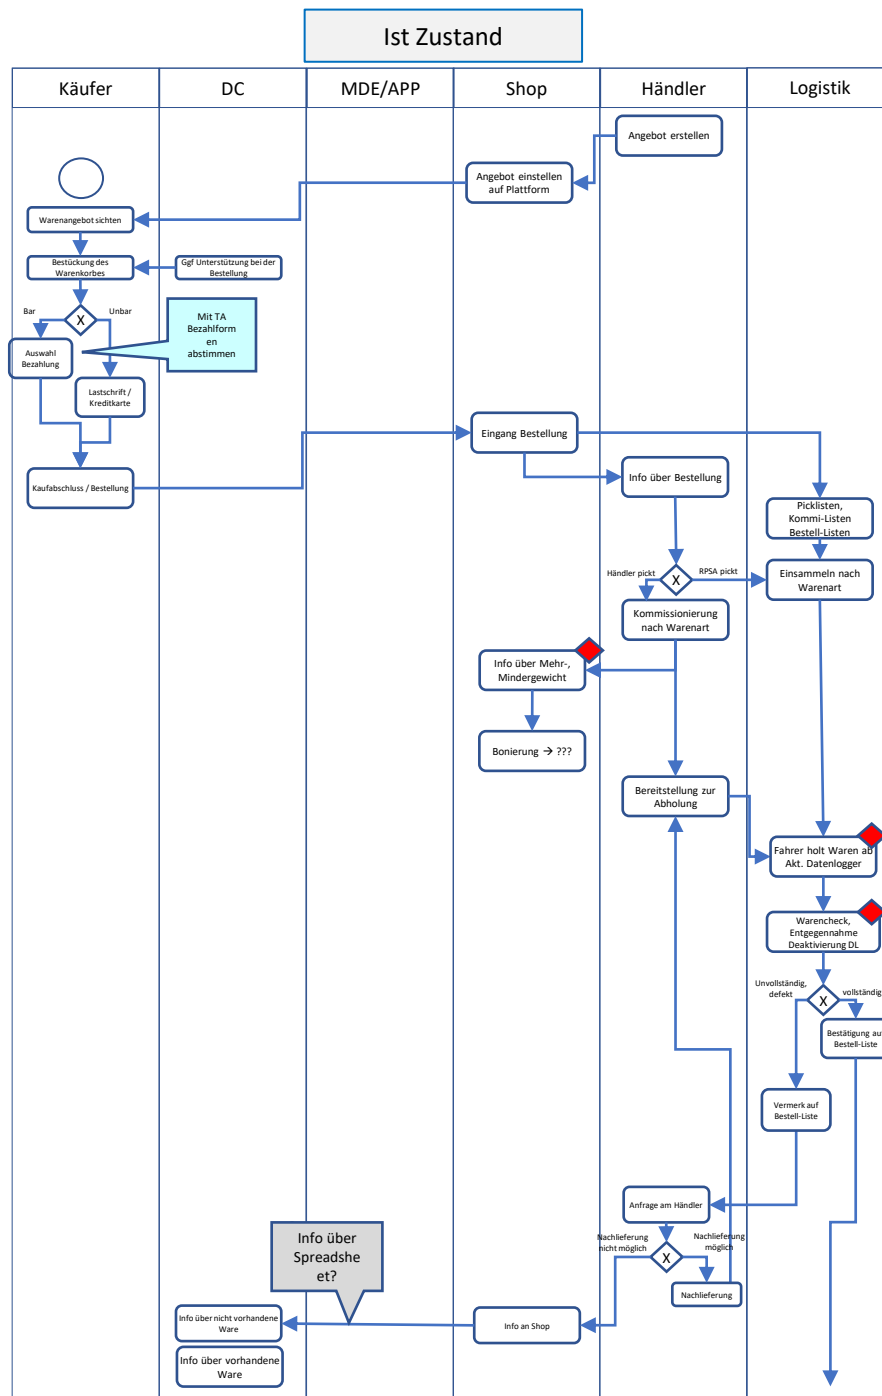 Ist Zustand
Käufer
DC
MDE/APP
Shop
Händler
Logistik
Angebot erstellen
Angebot einstellen
auf Plattform
Warenangebot sichten
Bestückung des
Warenkorbes
Ggf Unterstützung bei der
Bestellung
Bar
X
Unbar
Mit TA
Bezahlform
en
abstimmen
Auswahl
Bezahlung
Lastschrift /
Kreditkarte
Eingang Bestellung
Kaufabschluss / Bestellung
Info über Bestellung
Picklisten,
Kommi-Listen
Bestell-Listen
Händler pickt
X
RPSA pickt
Einsammeln nach
Warenart
Kommissionierung
nach Warenart
Info über Mehr-,
Mindergewicht
Bonierung → ???
Bereitstellung zur
Abholung
Fahrer holt Waren ab
Akt. Datenlogger
Warencheck,
Entgegennahme
Deaktivierung DL
Unvollständig,
defekt
X
vollständig
Bestätigung auf
Bestell-Liste
Vermerk auf
Bestell-Liste
Anfrage am Händler
Nachlieferung
nicht möglich
X
Nachlieferung
möglich
Nachlieferung
Info über
Spreadshe
et?
Info an Shop
Info über nicht vorhandene
Ware
Info über vorhandene
Ware